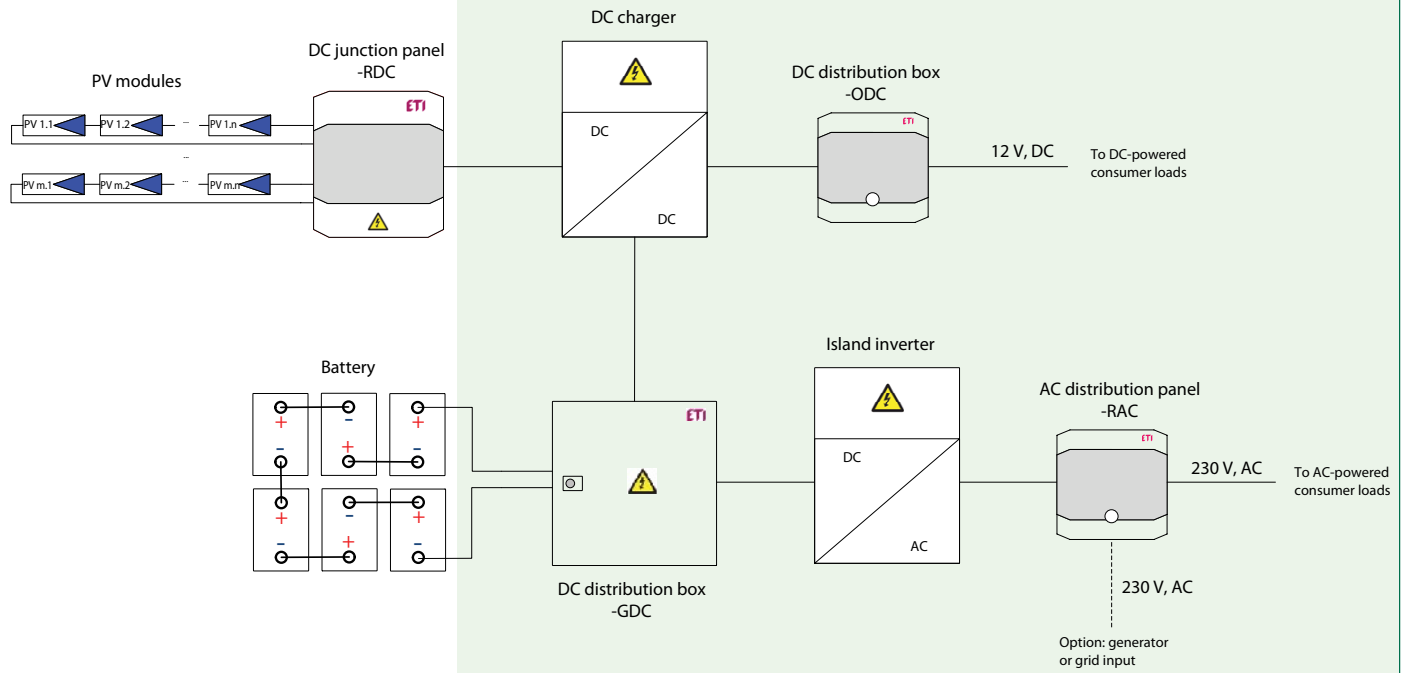 DC charger
DC junction panel
-RDC
PV modules
DC distribution box
-ODC
ETI
ETI
PV 1.1
PV 1.2
...
PV 1.n
DC
12 V, DC
To DC-powered
consumer loads
...
PV m.1
PV m.2
...
PV m.n
DC
Island inverter
Battery
AC distribution panel
-RAC
ETI
ETI
+
-
+
-
+
-
DC
230 V, AC
To AC-powered
consumer loads
+
-
+
-
+
-
AC
DC distribution box
-GDC
230 V, AC
Option: generator
or grid input